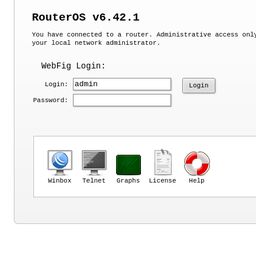 RouterOS v6.42.1
You have connected to a router. Administrative access only
your local network administrator.
WebFig Login:
Login: admin Login
Password:
Winbox Telnet Graphs License Help